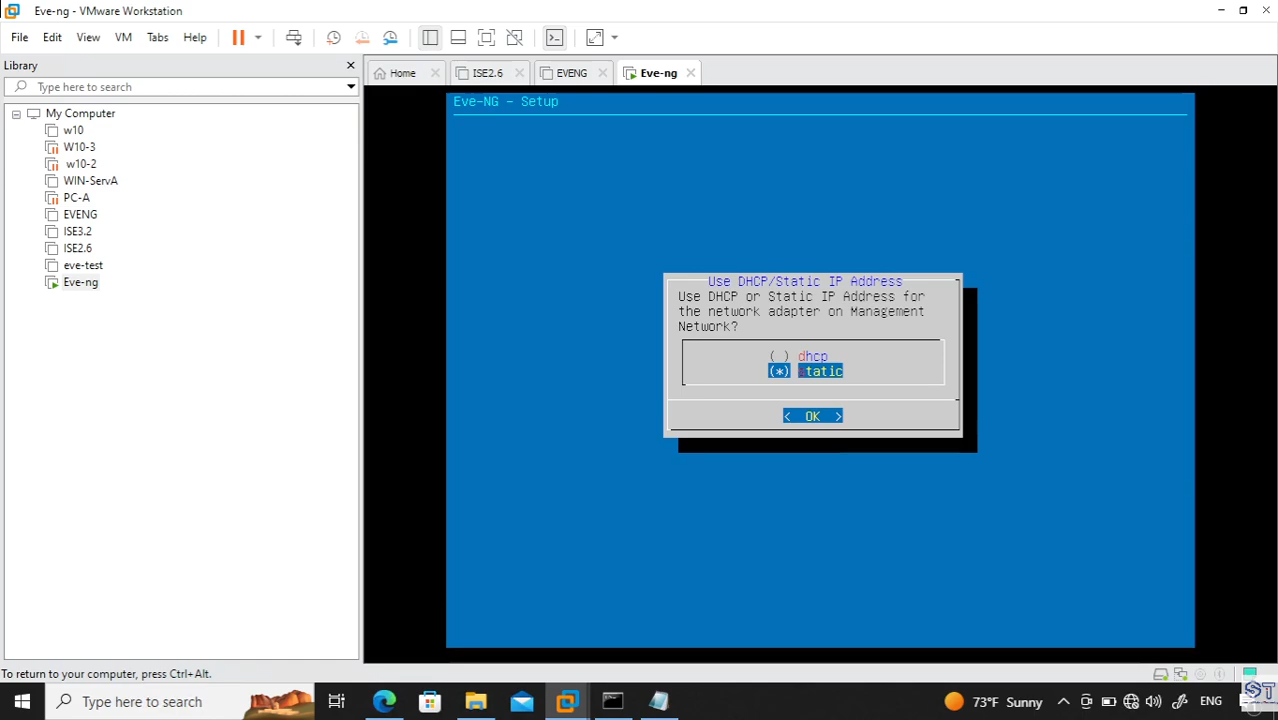 Eve-ng - VMware Workstation
File Edit View VM Tabs Help
Library
Type here to search
My Computer
w10
W10-3
w10-2
WIN-ServA
PC-A
EVENG
ISE3.2
ISE2.6
eve-test
Eve-ng
Home ISE2.6 EVENG Eve-ng
Eve-NG - Setup
Use DHCP/Static IP Address
Use DHCP or Static IP Address for
the network adapter on Management
Network?
( ) dhcp
(*) static
< OK >
To return to your computer, press Ctrl+Alt.
Type here to search
73°F Sunny
ENG
ST